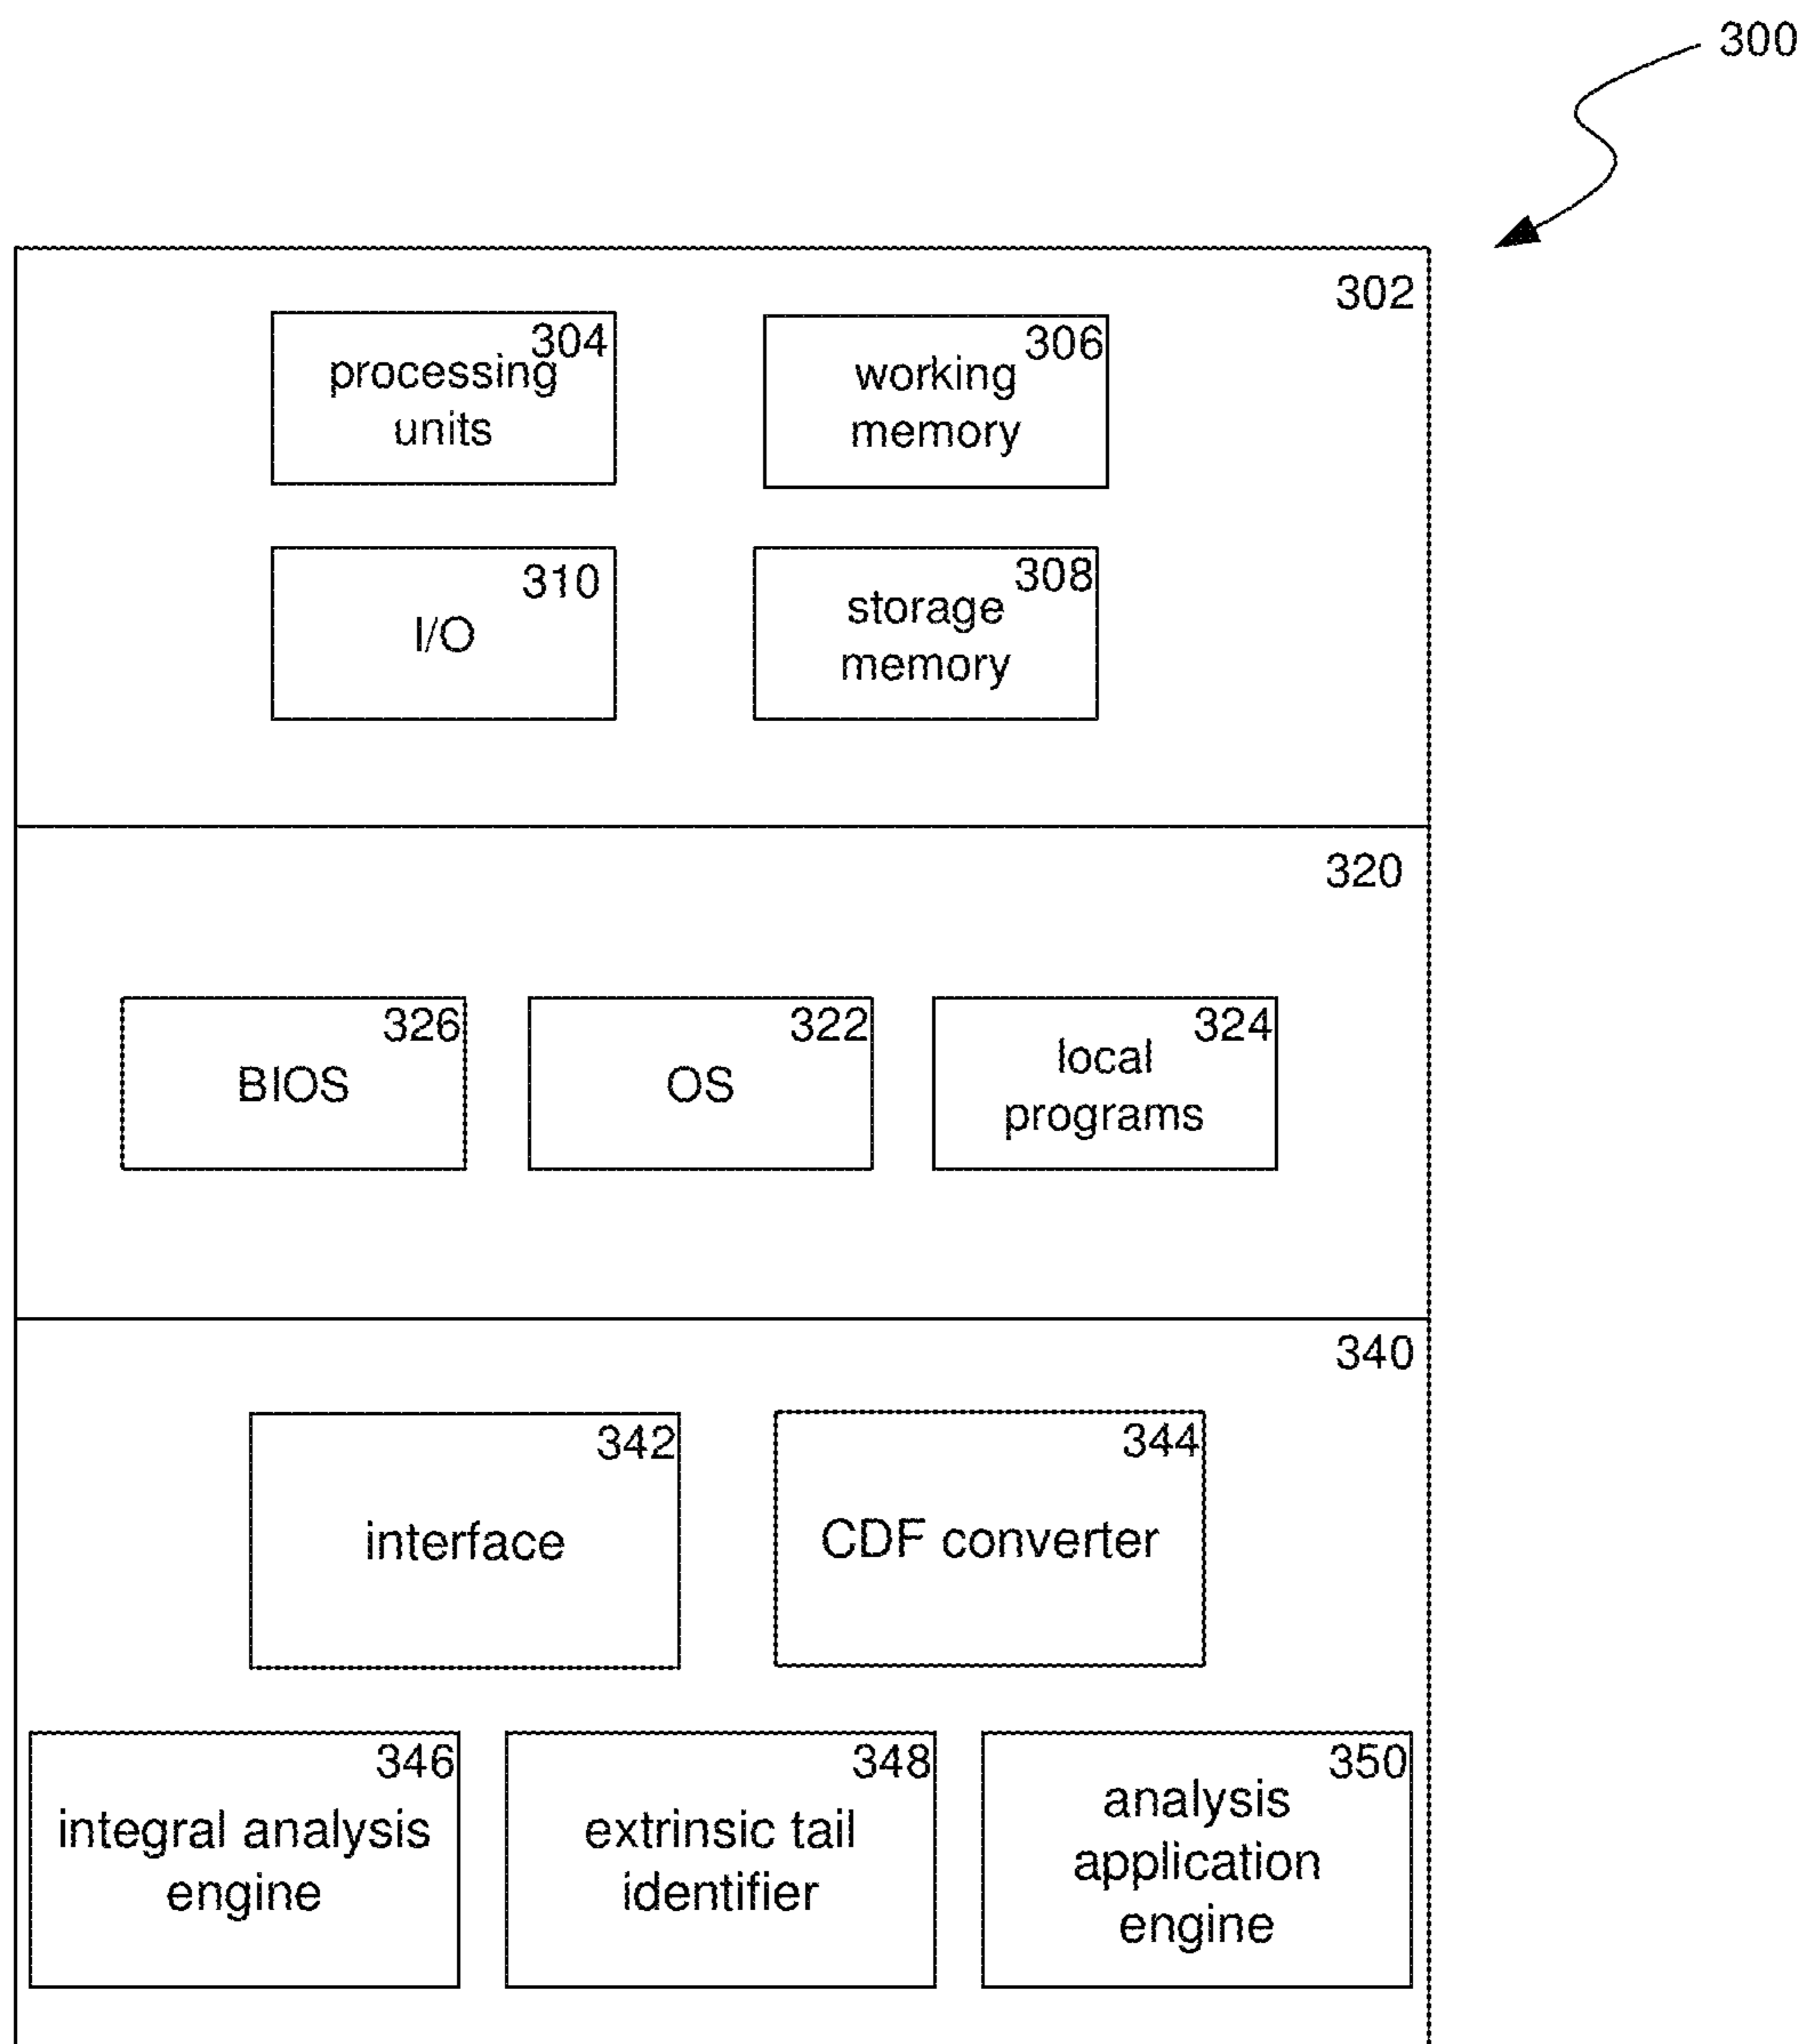 300
302
304
processing
units
306
working
memory
310
I/O
308
storage
memory
320
326
BIOS
322
OS
324
local
programs
340
342
interface
344
CDF converter
346
integral analysis
engine
348
extrinsic tail
identifier
350
analysis
application
engine